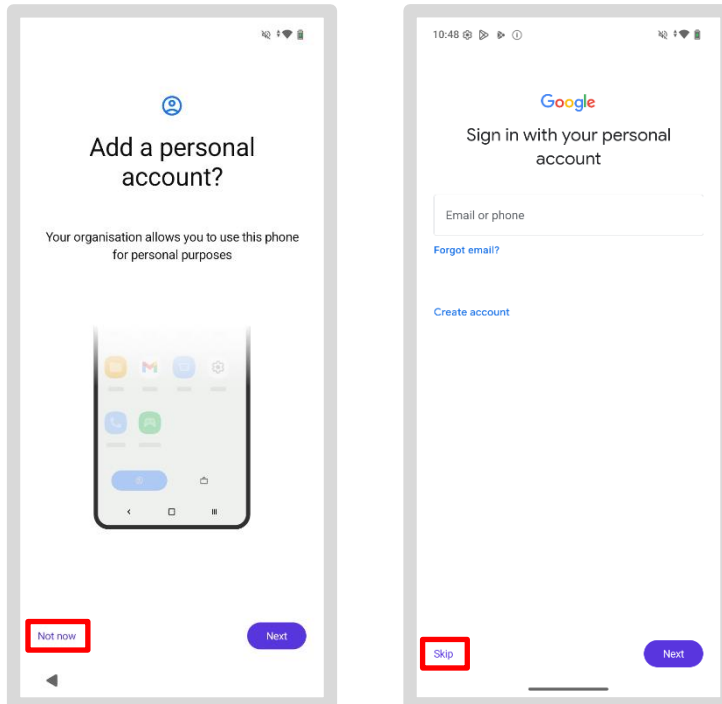 Add a personal
account?
Your organisation allows you to use this phone
for personal purposes
Not now
Next
10:48
Google
Sign in with your personal
account
Email or phone
Forgot email?
Create account
Skip
Next